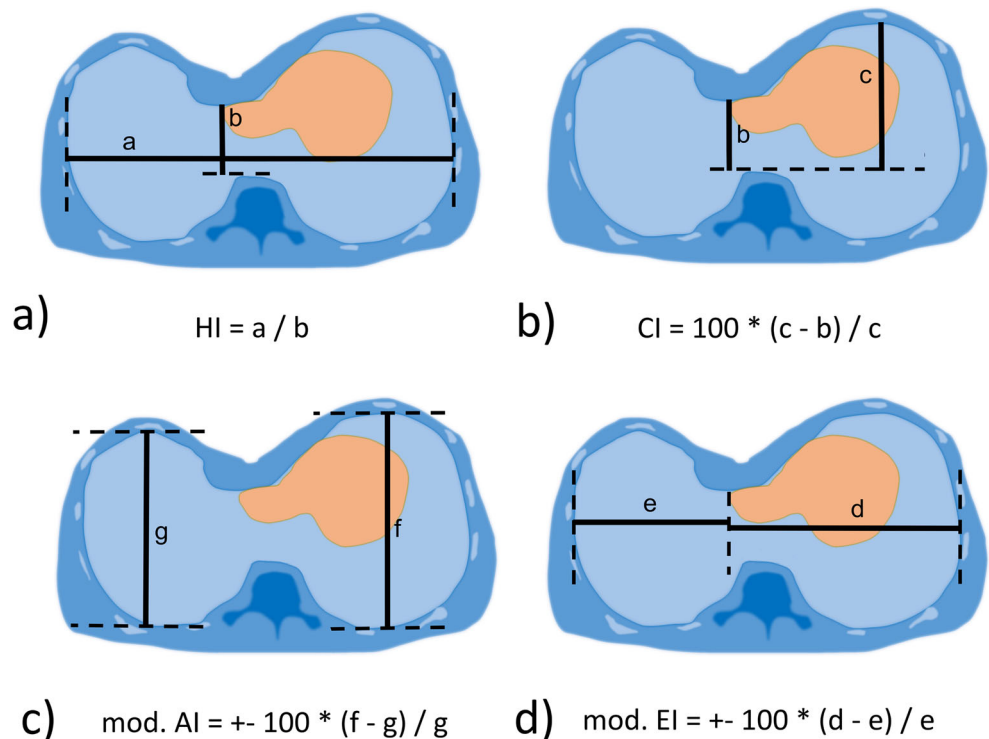 a
b
c
b
a) HI = a / b
b) CI = 100 * (c - b) / c
g
f
e
d
c) mod. AI = +- 100 * (f - g) / g
d) mod. EI = +- 100 * (d - e) / e